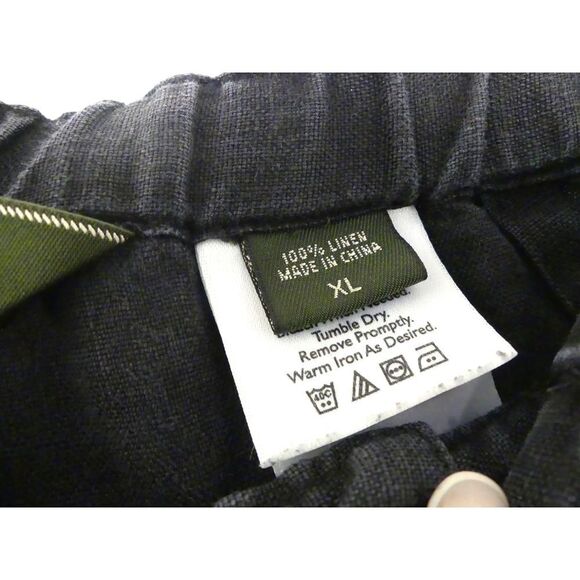 100% LINEN
MADE IN CHINA
XL
Tumble Dry.
Remove Promptly.
Warm Iron As Desired.
40C